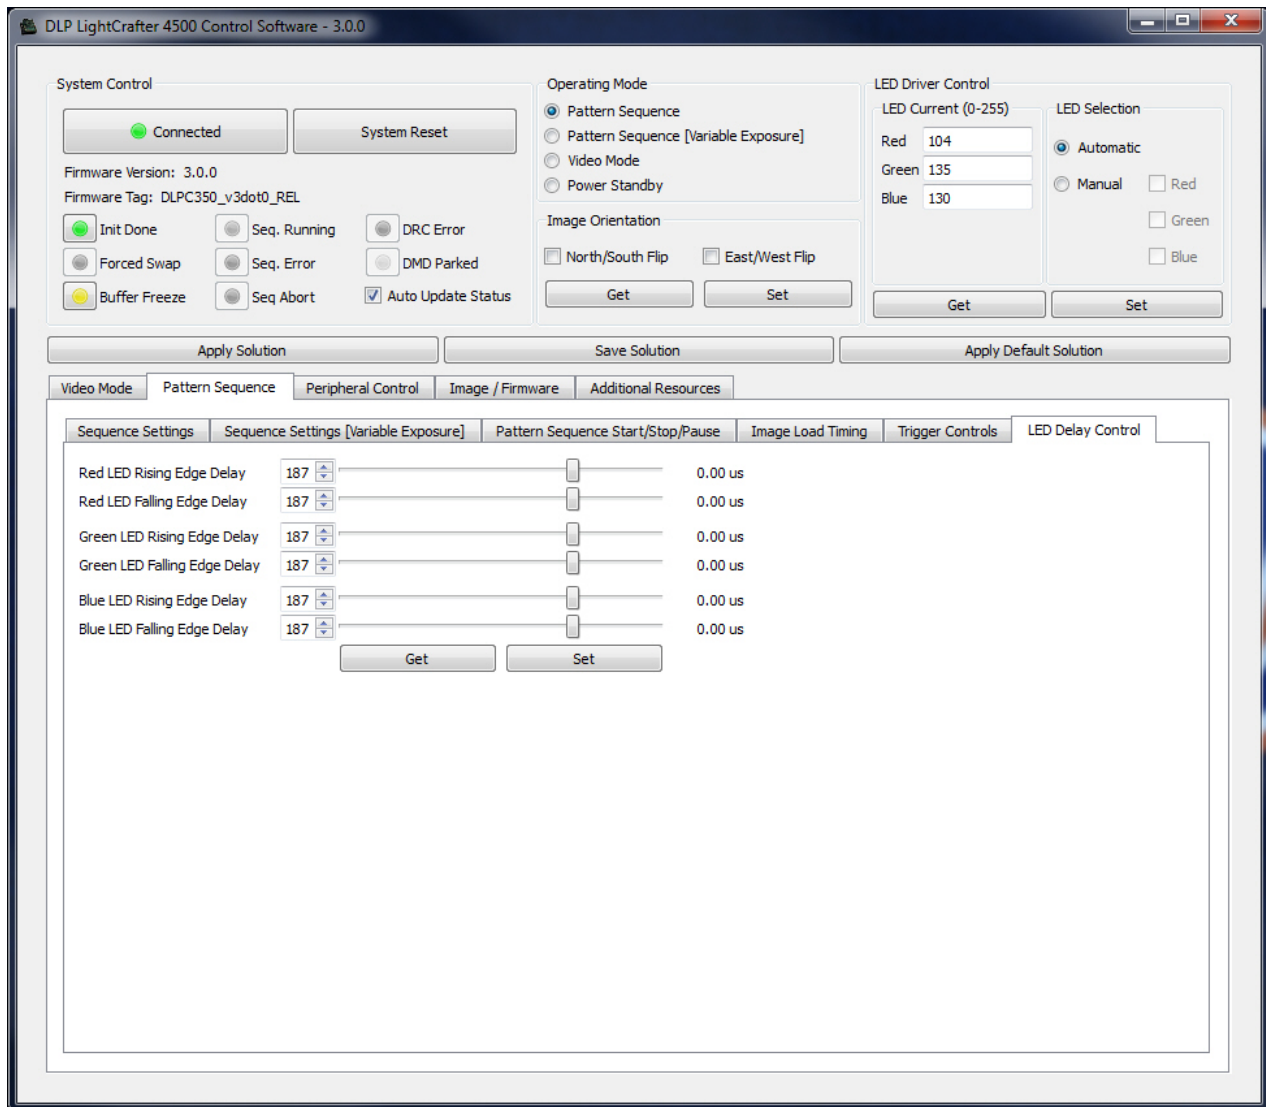 DLP LightCrafter 4500 Control Software - 3.0.0
System Control
Connected
System Reset
Firmware Version: 3.0.0
Firmware Tag: DLPC350_v3dot0_REL
Init Done
Seq. Running
DRC Error
Forced Swap
Seq. Error
DMD Parked
Buffer Freeze
Seq Abort
Auto Update Status
Operating Mode
Pattern Sequence
Pattern Sequence [Variable Exposure]
Video Mode
Power Standby
Image Orientation
North/South Flip
East/West Flip
Get
Set
LED Driver Control
LED Current (0-255)
Red 104
Green 135
Blue 130
LED Selection
Automatic
Manual
Red
Green
Blue
Get
Set
Apply Solution
Save Solution
Apply Default Solution
Video Mode
Pattern Sequence
Peripheral Control
Image / Firmware
Additional Resources
Sequence Settings
Sequence Settings [Variable Exposure]
Pattern Sequence Start/Stop/Pause
Image Load Timing
Trigger Controls
LED Delay Control
Red LED Rising Edge Delay 187 0.00 us
Red LED Falling Edge Delay 187 0.00 us
Green LED Rising Edge Delay 187 0.00 us
Green LED Falling Edge Delay 187 0.00 us
Blue LED Rising Edge Delay 187 0.00 us
Blue LED Falling Edge Delay 187 0.00 us
Get
Set